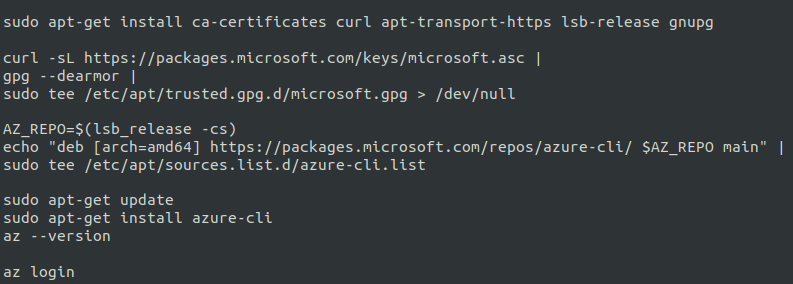 sudo apt-get install ca-certificates curl apt-transport-https lsb-release gnupg
curl -sL https://packages.microsoft.com/keys/microsoft.asc |
gpg --dearmor |
sudo tee /etc/apt/trusted.gpg.d/microsoft.gpg > /dev/null
AZ_REPO=$(lsb_release -cs)
echo "deb [arch=amd64] https://packages.microsoft.com/repos/azure-cli/ $AZ_REPO main" |
sudo tee /etc/apt/sources.list.d/azure-cli.list
sudo apt-get update
sudo apt-get install azure-cli
az --version
az login